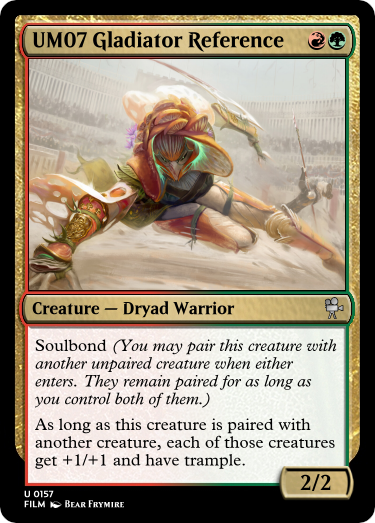 UM07 Gladiator Reference
Creature — Dryad Warrior
Soulbond (You may pair this creature with
another unpaired creature when either
enters. They remain paired for as long as
you control both of them.)
As long as this creature is paired with
another creature, each of those creatures
get +1/+1 and have trample.
2/2
U 0157
FILM Bear Frymire